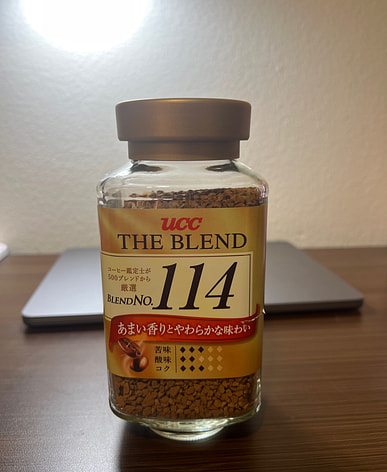 UCC
THE BLEND
コーヒー鑑定士が
500ブレンドから
厳選
BLEND NO. 114
あまい香りとやわらかな味わい
苦味
酸味
コク